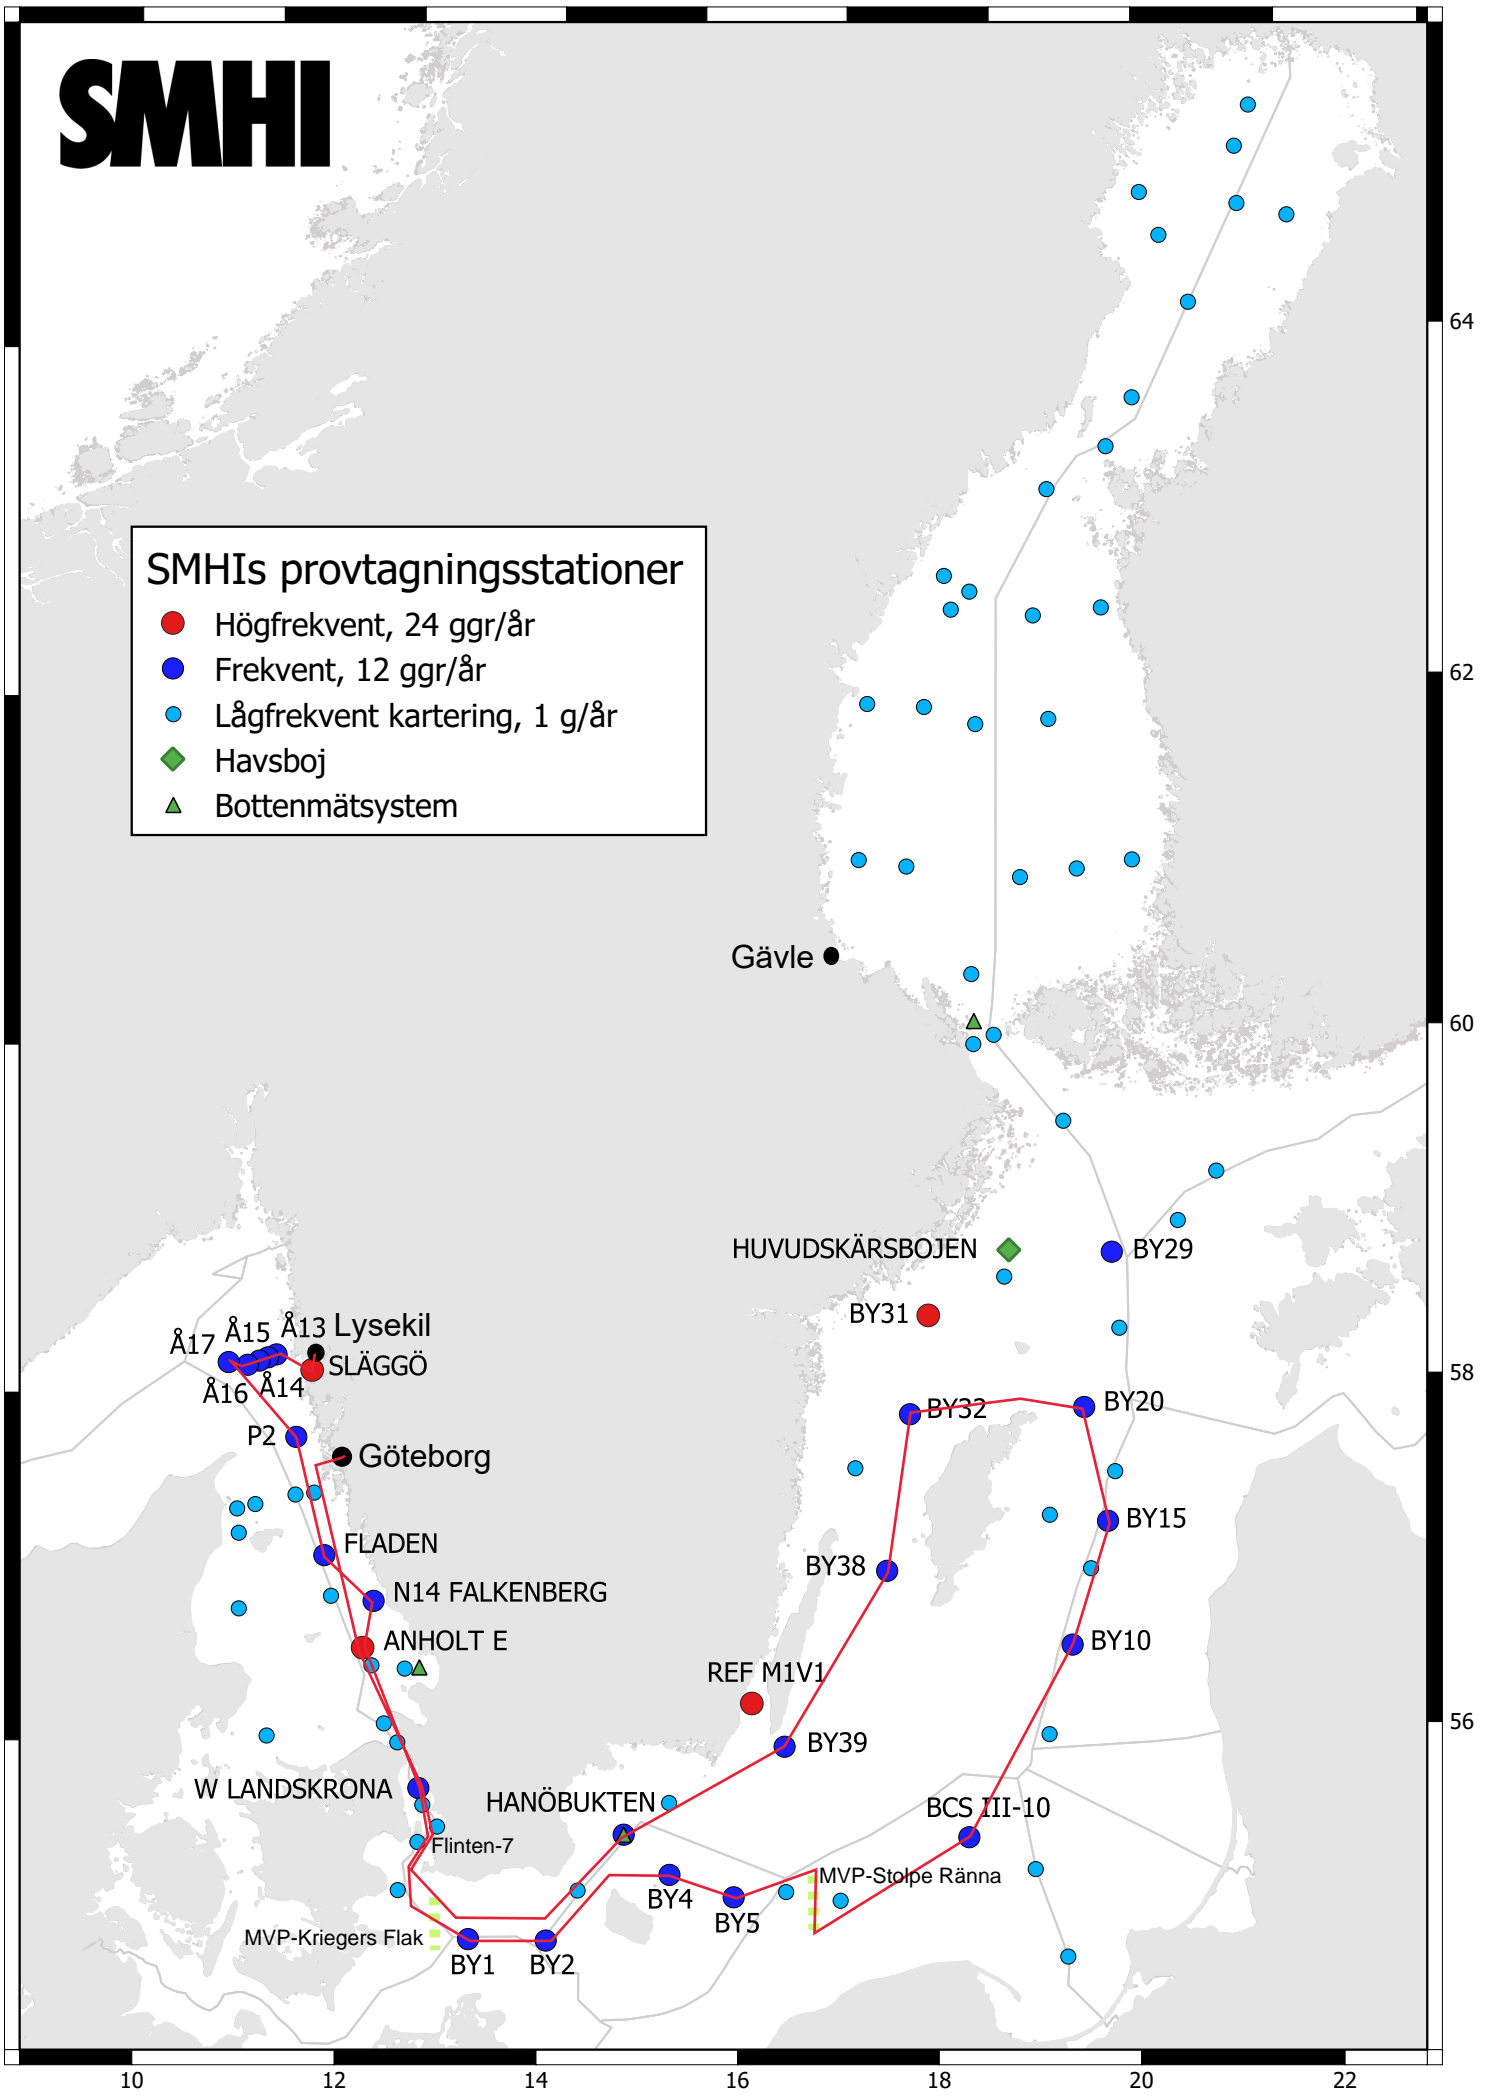 SMHI
64
SMHIs provtagningsstationer
Högfrekvent, 24 ggr/år
Frekvent, 12 ggr/år
Lågfrekvent kartering, 1 g/år
Havsboj
Bottenmätsystem
62
Gävle
60
HUVUDSKÄRSBOJEN
BY29
BY31
Å17
Å15
Å13
Lysekil
SLÄGGÖ
Å16
Å14
58
BY32
BY20
P2
Göteborg
BY15
FLADEN
BY38
N14 FALKENBERG
ANHOLT E
BY10
REF M1V1
56
BY39
W LANDSKRONA
HANÖBUKTEN
BCS III-10
Flinten-7
MVP-Stolpe Ränna
BY4
BY5
MVP-Kriegers Flak
BY1
BY2
10
12
14
16
18
20
22